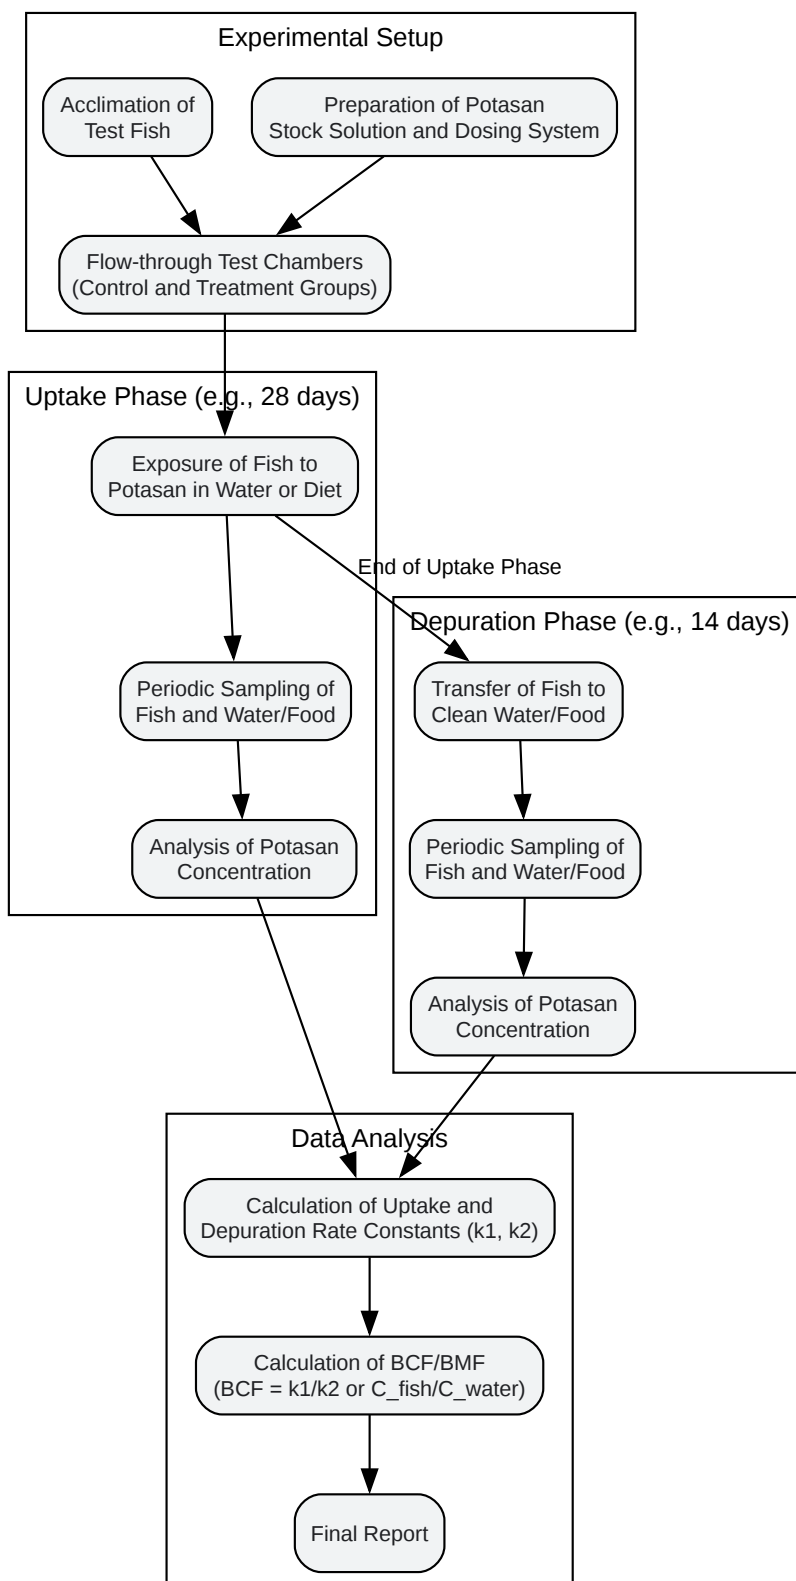 Experimental Setup
Acclimation of
Test Fish
Preparation of Potasan
Stock Solution and Dosing System
Flow-through Test Chambers
(Control and Treatment Groups)
Uptake Phase (e.g., 28 days)
Exposure of Fish to
Potasan in Water or Diet
End of Uptake Phase
Periodic Sampling of
Fish and Water/Food
Analysis of Potasan
Concentration
Depuration Phase (e.g., 14 days)
Transfer of Fish to
Clean Water/Food
Periodic Sampling of
Fish and Water/Food
Analysis of Potasan
Concentration
Data Analysis
Calculation of Uptake and
Depuration Rate Constants (k1, k2)
Calculation of BCF/BMF
(BCF = k1/k2 or C_fish/C_water)
Final Report